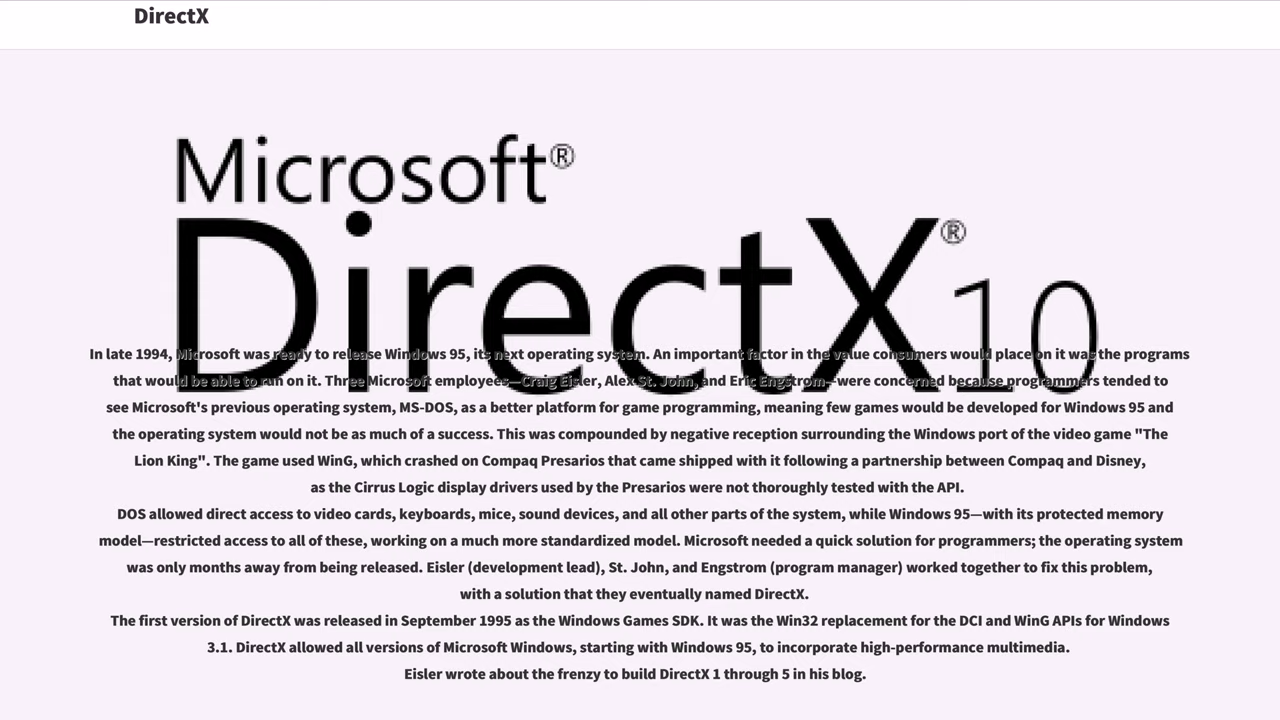 DirectX
Microsoft®
DirectX®10
In late 1994, Microsoft was ready to release Windows 95, its next operating system. An important factor in the value consumers would place on it was the programs
that would be able to run on it. Three Microsoft employees—Craig Eisler, Alex St. John, and Eric Engstrom—were concerned because programmers tended to
see Microsoft's previous operating system, MS-DOS, as a better platform for game programming, meaning few games would be developed for Windows 95 and
the operating system would not be as much of a success. This was compounded by negative reception surrounding the Windows port of the video game "The
Lion King". The game used WinG, which crashed on Compaq Presarios that came shipped with it following a partnership between Compaq and Disney,
as the Cirrus Logic display drivers used by the Presarios were not thoroughly tested with the API.
DOS allowed direct access to video cards, keyboards, mice, sound devices, and all other parts of the system, while Windows 95—with its protected memory
model—restricted access to all of these, working on a much more standardized model. Microsoft needed a quick solution for programmers; the operating system
was only months away from being released. Eisler (development lead), St. John, and Engstrom (program manager) worked together to fix this problem,
with a solution that they eventually named DirectX.
The first version of DirectX was released in September 1995 as the Windows Games SDK. It was the Win32 replacement for the DCI and WinG APIs for Windows
3.1. DirectX allowed all versions of Microsoft Windows, starting with Windows 95, to incorporate high-performance multimedia.
Eisler wrote about the frenzy to build DirectX 1 through 5 in his blog.